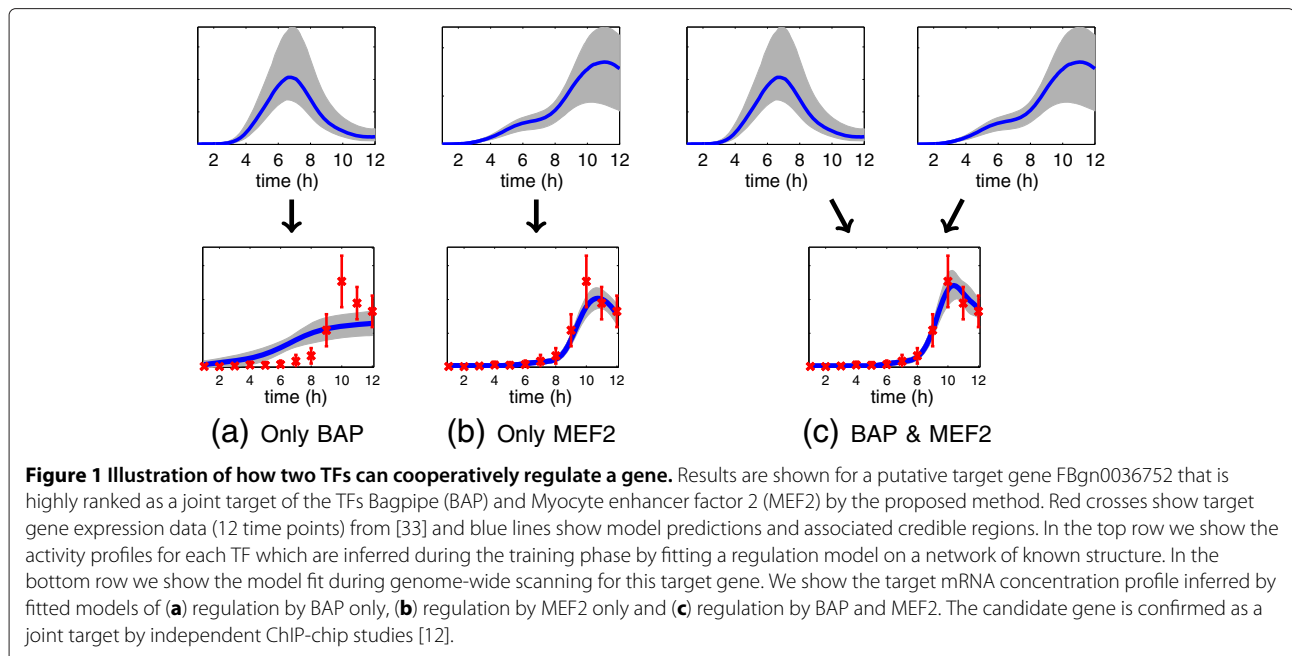 2 4 6 8 10 12 2 4 6 8 10 12 2 4 6 8 10 12 2 4 6 8 10 12
time (h) time (h) time (h) time (h)
2 4 6 8 10 12 2 4 6 8 10 12 2 4 6 8 10 12
time (h) time (h) time (h)
(a) Only BAP (b) Only MEF2 (c) BAP & MEF2
Figure 1 Illustration of how two TFs can cooperatively regulate a gene. Results are shown for a putative target gene FBgn0036752 that is
highly ranked as a joint target of the TFs Bagpipe (BAP) and Myocyte enhancer factor 2 (MEF2) by the proposed method. Red crosses show target
gene expression data (12 time points) from [33] and blue lines show model predictions and associated credible regions. In the top row we show the
activity profiles for each TF which are inferred during the training phase by fitting a regulation model on a network of known structure. In the
bottom row we show the model fit during genome-wide scanning for this target gene. We show the target mRNA concentration profile inferred by
fitted models of (a) regulation by BAP only, (b) regulation by MEF2 only and (c) regulation by BAP and MEF2. The candidate gene is confirmed as a
joint target by independent ChIP-chip studies [12].